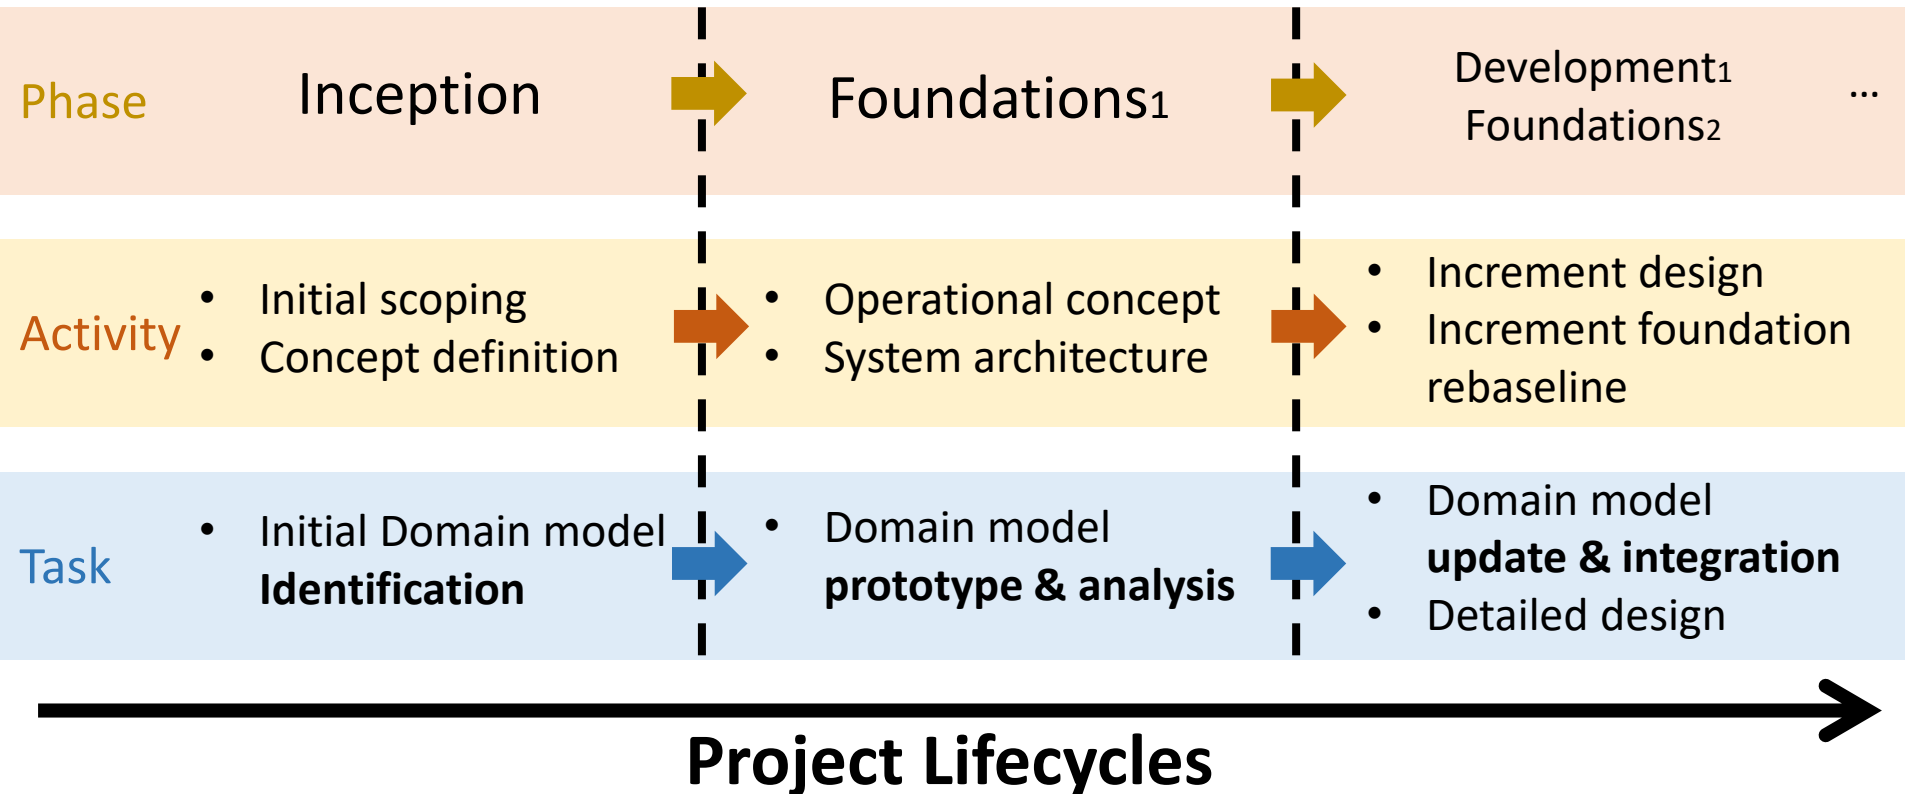 Phase
Inception
Foundations1
Development1
Foundations2
...
Activity
• Initial scoping
• Concept definition
• Operational concept
• System architecture
• Increment design
• Increment foundation
rebaseline
Task
• Initial Domain model
Identification
• Domain model
prototype & analysis
• Domain model
update & integration
• Detailed design
Project Lifecycles